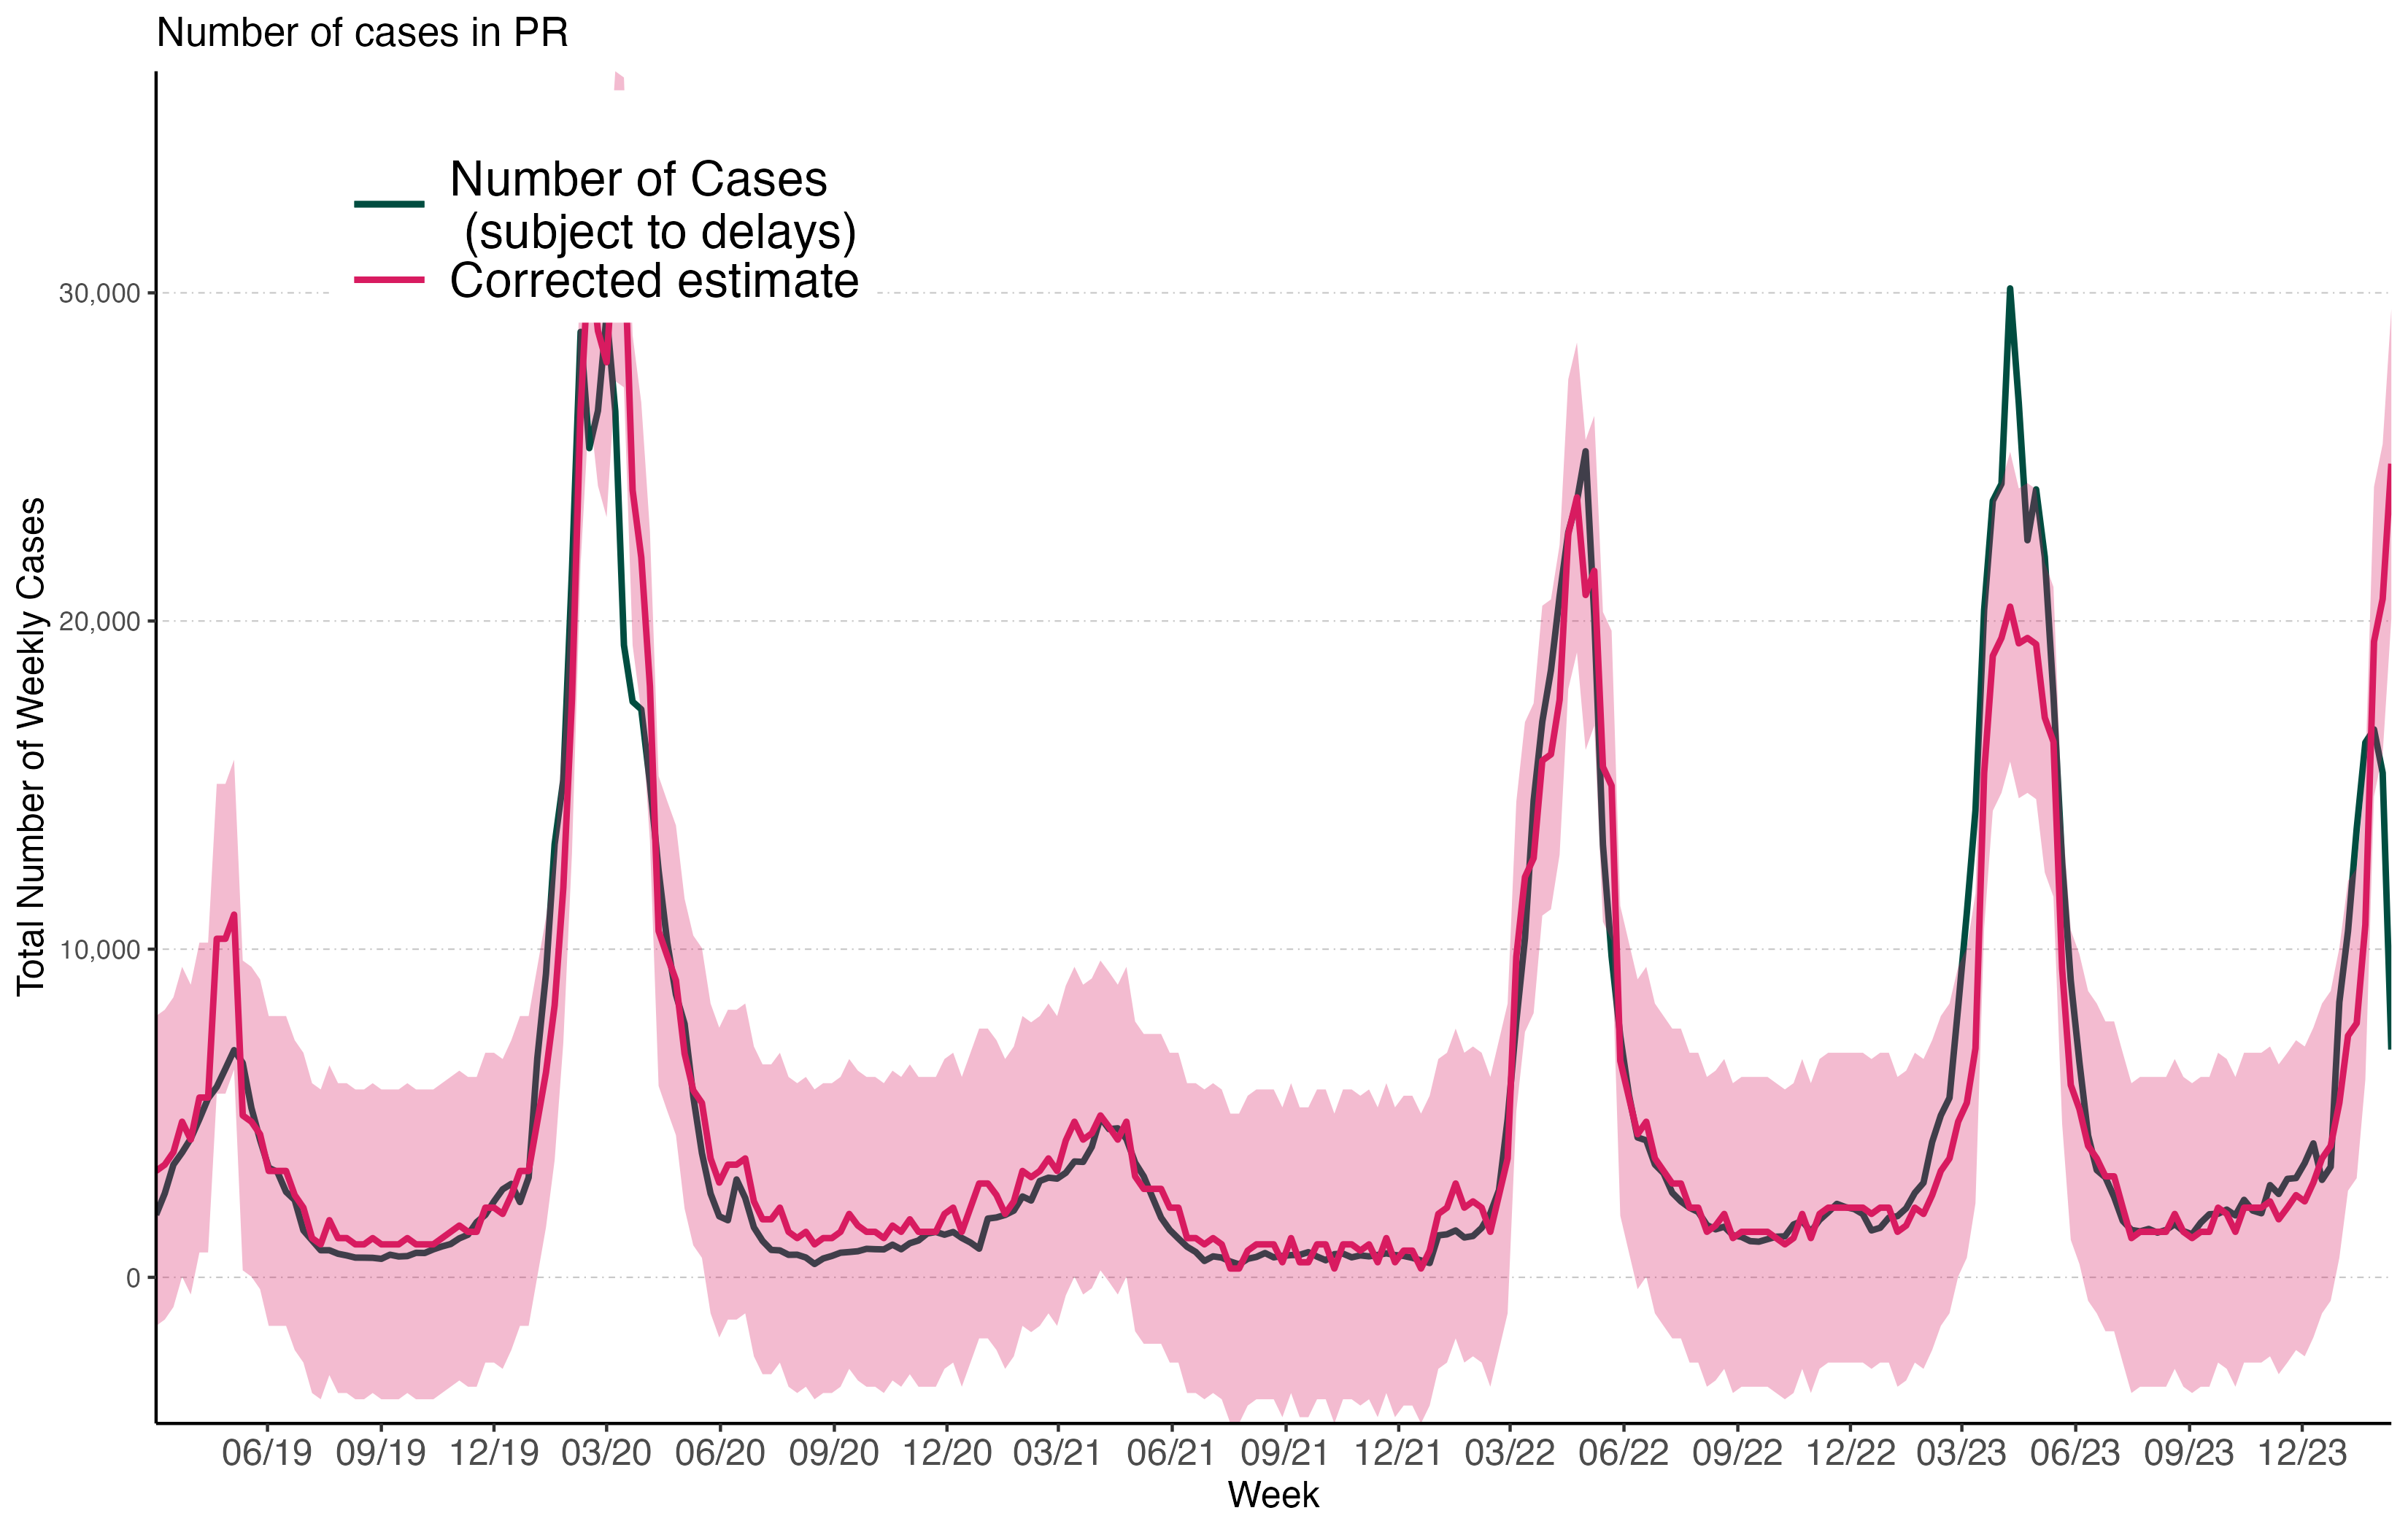 Number of cases in PR
Number of Cases
(subject to delays)
Corrected estimate
Total Number of Weekly Cases
30,000
20,000
10,000
0
06/19 09/19 12/19 03/20 06/20 09/20 12/20 03/21 06/21 09/21 12/21 03/22 06/22 09/22 12/22 03/23 06/23 09/23 12/23
Week